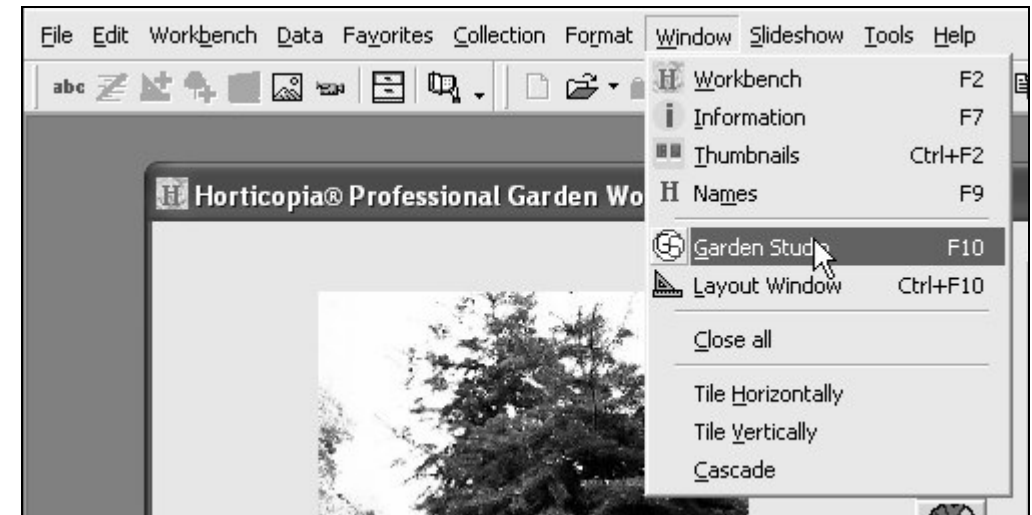 File Edit Workbench Data Favorites Collection Format Window Slideshow Tools Help
abc
Workbench F2
Information F7
Thumbnails Ctrl+F2
Names F9
Horticopia® Professional Garden Wo
Garden Studio F10
Layout Window Ctrl+F10
Close all
Tile Horizontally
Tile Vertically
Cascade